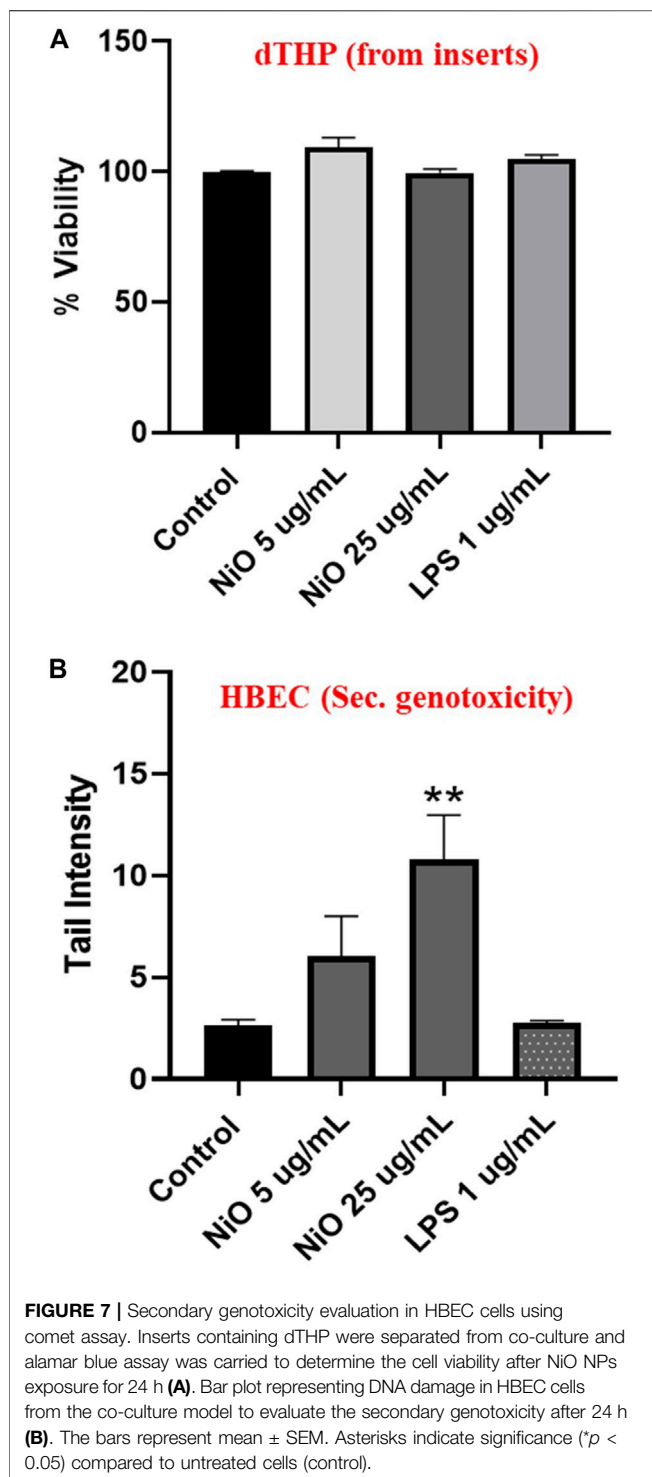 A
dTHP (from inserts)
150
100
50
0
% Viability
Control
NiO 5 ug/mL
NiO 25 ug/mL
LPS 1 ug/mL
B
HBEC (Sec. genotoxicity)
20
15
10
5
0
Tail Intensity
**
Control
NiO 5 ug/mL
NiO 25 ug/mL
LPS 1 ug/mL
FIGURE 7 | Secondary genotoxicity evaluation in HBEC cells using
comet assay. Inserts containing dTHP were separated from co-culture and
alamar blue assay was carried to determine the cell viability after NiO NPs
exposure for 24 h (A). Bar plot representing DNA damage in HBEC cells
from the co-culture model to evaluate the secondary genotoxicity after 24 h
(B). The bars represent mean ± SEM. Asterisks indicate significance (*p <
0.05) compared to untreated cells (control).